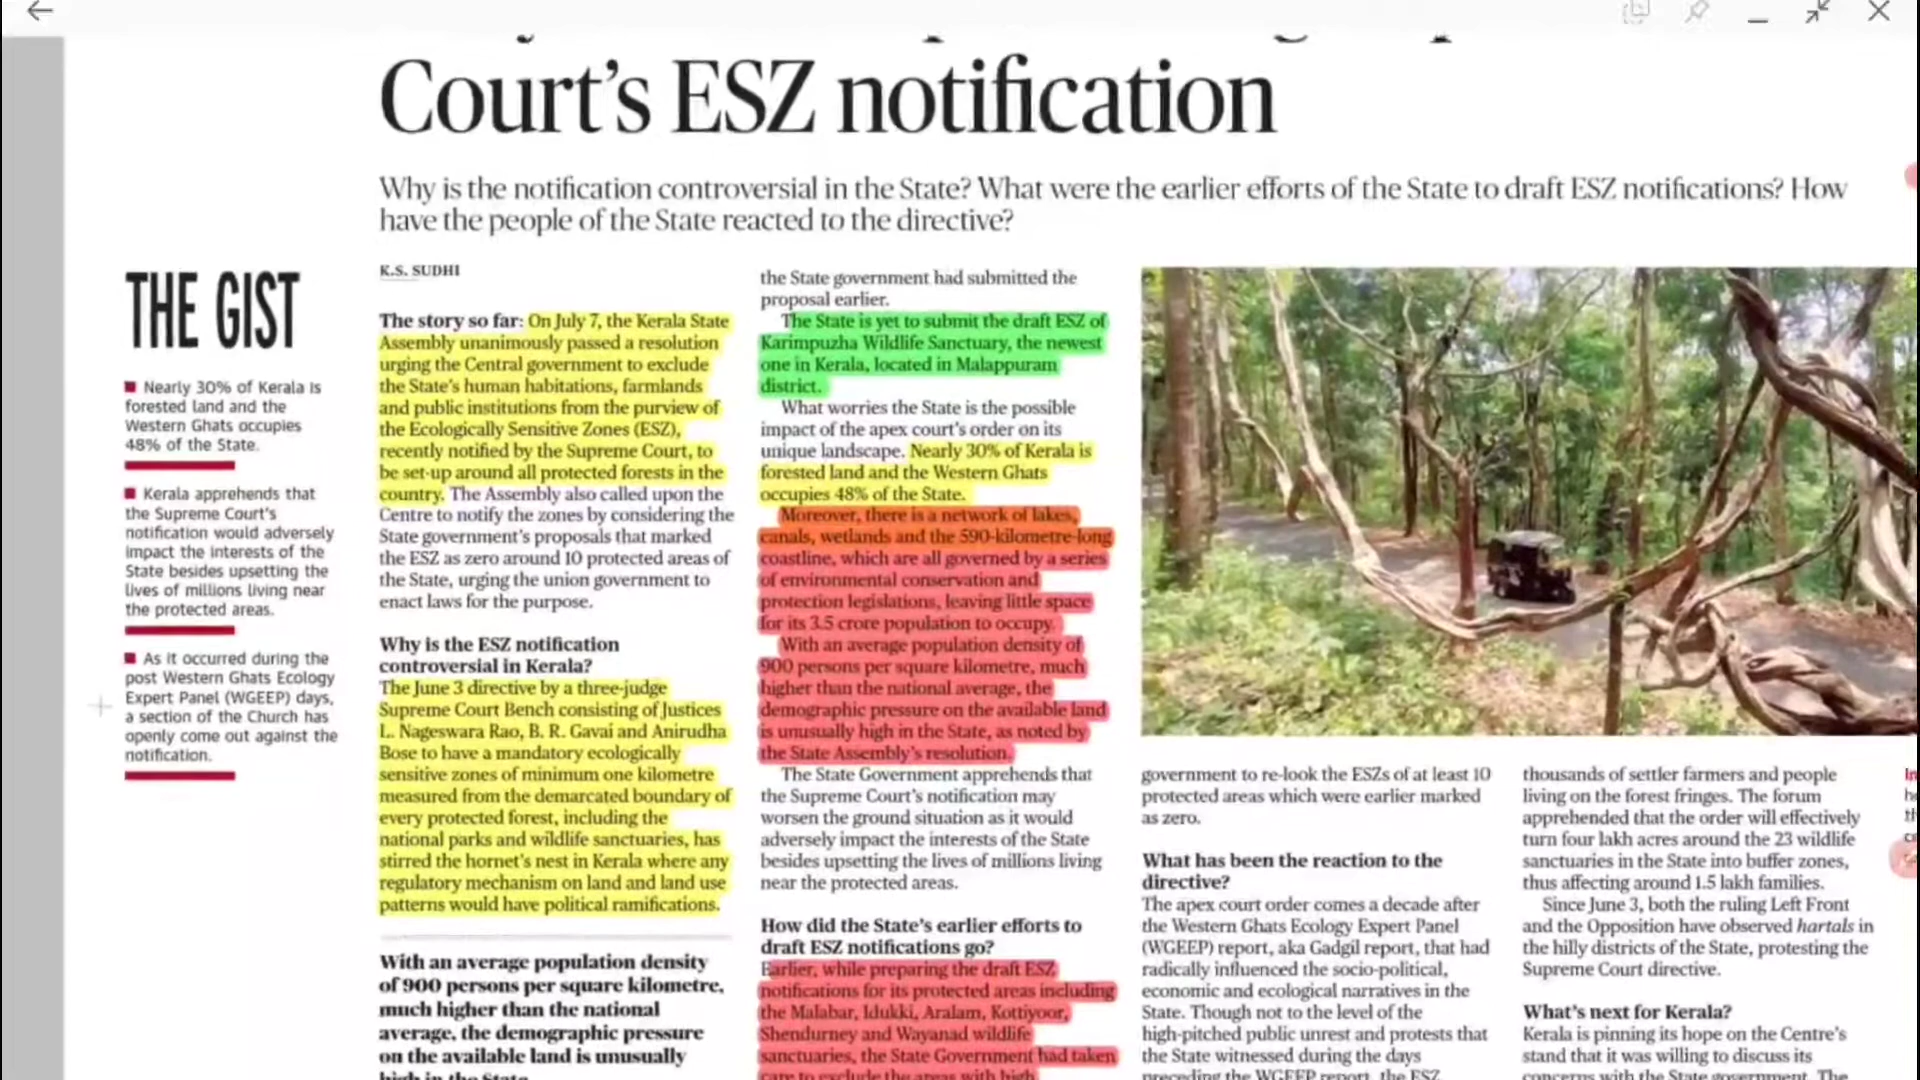 Court's ESZ notification
Why is the notification controversial in the State? What were the earlier efforts of the State to draft ESZ notifications? How
have the people of the State reacted to the directive?
THE GIST
Nearly 30% of Kerala is
forested land and the
Western Ghats occupies
48% of the State.
Kerala apprehends that
the Supreme Court's
notification would adversely
impact the interests of the
State besides upsetting the
lives of millions living near
the protected areas.
As it occurred during the
post Western Ghats Ecology
Expert Panel (WGEEP) days,
a section of the Church has
openly come out against the
notification.
K.S. SUDHI
The story so far: On July 7, the Kerala State
Assembly unanimously passed a resolution
urging the Central government to exclude
the State's human habitations, farmlands
and public institutions from the purview of
the Ecologically Sensitive Zones (ESZ),
recently notified by the Supreme Court, to
be set-up around all protected forests in the
country. The Assembly also called upon the
Centre to notify the zones by considering the
State government's proposals that marked
the ESZ as zero around 10 protected areas of
the State, urging the union government to
enact laws for the purpose.
Why is the ESZ notification
controversial in Kerala?
The June 3 directive by a three-judge
Supreme Court Bench consisting of Justices
L. Nageswara Rao, B. R. Gavai and Anirudha
Bose to have a mandatory ecologically
sensitive zones of minimum one kilometre
measured from the demarcated boundary of
every protected forest, including the
national parks and wildlife sanctuaries, has
stirred the hornet's nest in Kerala where any
regulatory mechanism on land and land use
patterns would have political ramifications.
With an average population density
of 900 persons per square kilometre,
much higher than the national
average, the demographic pressure
on the available land is unusually
high in the State
the State government had submitted the
proposal earlier.
The State is yet to submit the draft ESZ of
Karimpuzha Wildlife Sanctuary, the newest
one in Kerala, located in Malappuram
district.
What worries the State is the possible
impact of the apex court's order on its
unique landscape. Nearly 30% of Kerala is
forested land and the Western Ghats
occupies 48% of the State.
Moreover, there is a network of lakes,
canals, wetlands and the 590-kilometre-long
coastline, which are all governed by a series
of environmental conservation and
protection legislations, leaving little space
for its 3.5 crore population to occupy.
With an average population density of
900 persons per square kilometre, much
higher than the national average, the
demographic pressure on the available land
is unusually high in the State, as noted by
the State Assembly's resolution.
The State Government apprehends that
the Supreme Court's notification may
worsen the ground situation as it would
adversely impact the interests of the State
besides upsetting the lives of millions living
near the protected areas.
How did the State's earlier efforts to
draft ESZ notifications go?
Earlier, while preparing the draft ESZ
notifications for its protected areas including
the Malabar, Idukki, Aralam, Kottiyoor,
Shendurney and Wayanad wildlife
sanctuaries, the State Government had taken
care to exclude the areas with high
government to re-look the ESZs of at least 10
protected areas which were earlier marked
as zero.
What has been the reaction to the
directive?
The apex court order comes a decade after
the Western Ghats Ecology Expert Panel
(WGEEP) report, aka Gadgil report, that had
radically influenced the socio-political,
economic and ecological narratives in the
State. Though not to the level of the
high-pitched public unrest and protests that
the State witnessed during the days
preceding the WGEEP report, the ESZ
thousands of settler farmers and people
living on the forest fringes. The forum
apprehended that the order will effectively
turn four lakh acres around the 23 wildlife
sanctuaries in the State into buffer zones,
thus affecting around 1.5 lakh families.
Since June 3, both the ruling Left Front
and the Opposition have observed hartals in
the hilly districts of the State, protesting the
Supreme Court directive.
What's next for Kerala?
Kerala is pinning its hope on the Centre's
stand that it was willing to discuss its
concerns with the State government. The